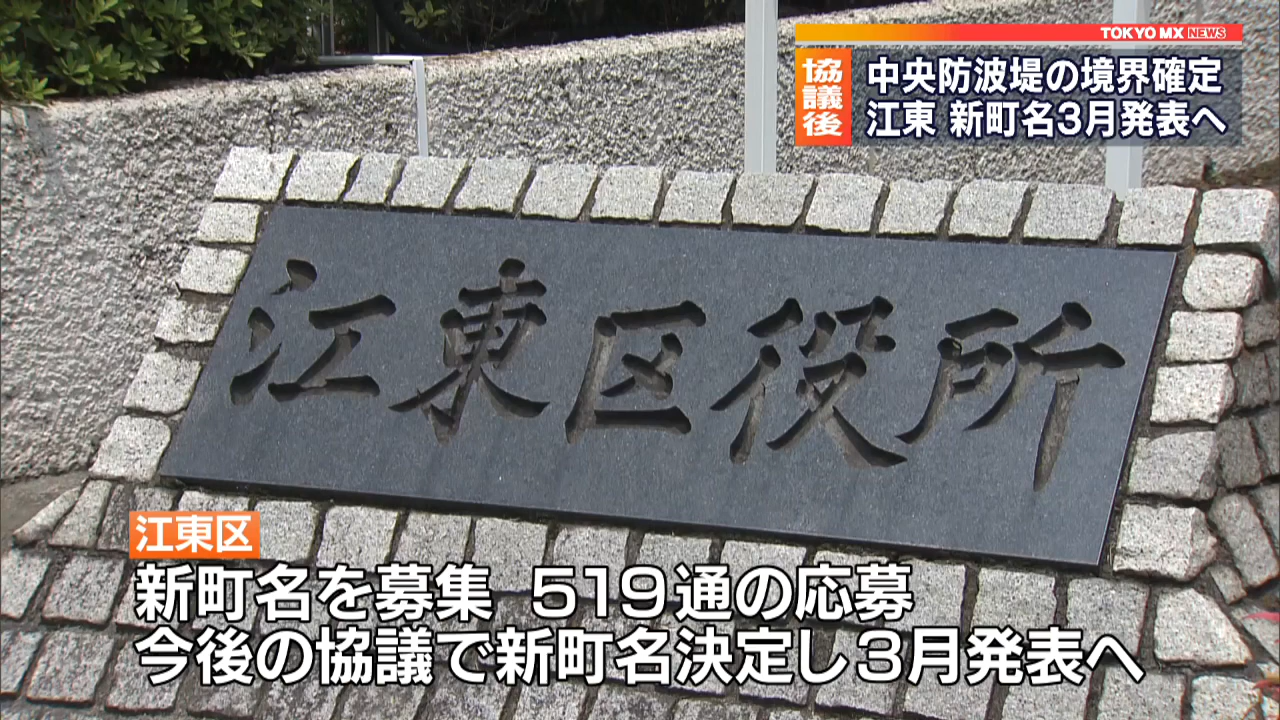 TOKYO MX NEWS
協議後
中央防波堤の境界確定
江東 新町名3月発表へ
江東区役所
江東区
新町名を募集 519通の応募
今後の協議で新町名決定し3月発表へ